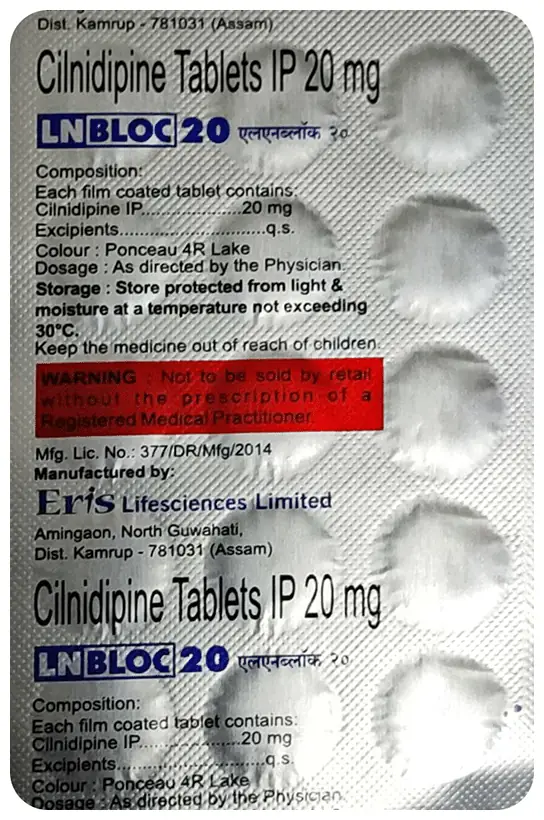 Dist. Kamrup - 781031 (Assam)
Cilnidipine Tablets IP 20 mg
LNBLOC 20 एलएनब्लॉक २०
Composition:
Each film coated tablet contains:
Cilnidipine IP...................20 mg
Excipients...........................q.s.
Colour : Ponceau 4R Lake
Dosage : As directed by the Physician.
Storage : Store protected from light &
moisture at a temperature not exceeding
30°C.
Keep the medicine out of reach of children.
WARNING : Not to be sold by retail
without the prescription of a
Registered Medical Practitioner.
Mfg. Lic. No.: 377/DR/Mfg/2014
Manufactured by:
Eris Lifesciences Limited
Amingaon, North Guwahati,
Dist. Kamrup - 781031 (Assam)
Cilnidipine Tablets IP 20 mg
LNBLOC 20 एलएनब्लॉक २०
Composition:
Each film coated tablet contains:
Cilnidipine IP...................20 mg
Excipients...........................q.s.
Colour : Ponceau 4R Lake
Dosage : As directed by the Physician.